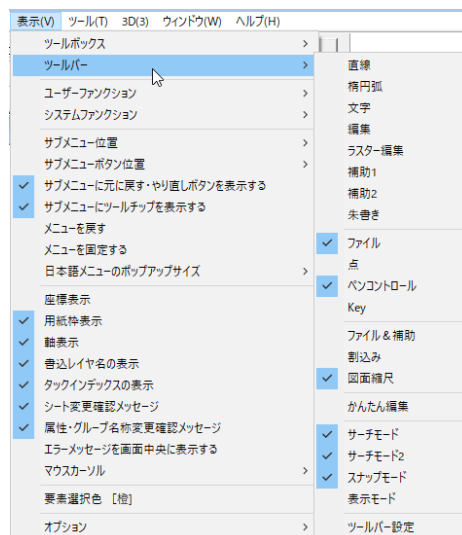 表示(V) ツール(T) 3D(3) ウィンドウ(W) ヘルプ(H)
ツールボックス
ツールバー
ユーザーファンクション
システムファンクション
サブメニュー位置
サブメニューボタン位置
サブメニューに元に戻す・やり直しボタンを表示する
サブメニューにツールチップを表示する
メニューを戻す
メニューを固定する
日本語メニューのポップアップサイズ
座標表示
用紙枠表示
軸表示
書込レイヤ名の表示
タックインデックスの表示
シート変更確認メッセージ
属性・グループ名称変更確認メッセージ
エラーメッセージを画面中央に表示する
マウスカーソル
要素選択色 [橙]
オプション
直線
楕円弧
文字
編集
ラスター編集
補助1
補助2
朱書き
ファイル
点
ペンコントロール
Key
ファイル&補助
割込み
図面縮尺
かんたん編集
サーチモード
サーチモード2
スナップモード
表示モード
ツールバー設定